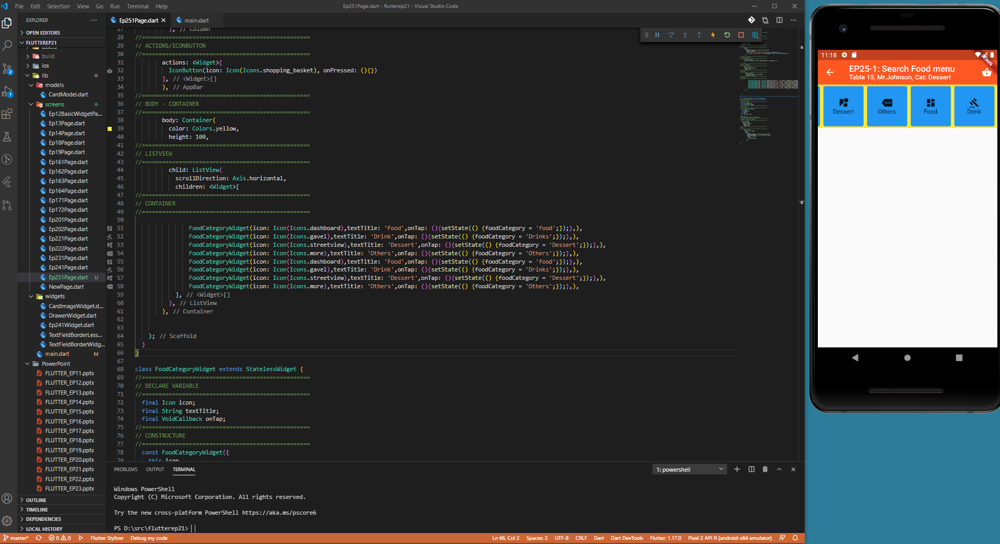 File Edit Selection View Go Run Terminal Help
Ep251Page.dart - flutterep21 - Visual Studio Code
EXPLORER
OPEN EDITORS
FLUTTEREP21
assets
build
ios
lib
models
CardModel.dart
screens
Ep12BasicWidgetPa...
Ep13Page.dart
Ep14Page.dart
Ep18Page.dart
Ep19Page.dart
Ep161Page.dart
Ep162Page.dart
Ep163Page.dart
Ep164Page.dart
Ep171Page.dart
Ep172Page.dart
Ep201Page.dart
Ep202Page.dart
Ep221Page.dart
Ep222Page.dart
Ep231Page.dart
Ep241Page.dart
Ep251Page.dart U
NewPage.dart
widgets
CardImageWidget.d...
DrawerWidget.dart
Ep241Widget.dart
TextFieldBorderLess...
TextFieldBorderWidg...
main.dart M
PowerPoint
FLUTTER_EP11.pptx
FLUTTER_EP12.pptx
FLUTTER_EP13.pptx
FLUTTER_EP14.pptx
FLUTTER_EP15.pptx
FLUTTER_EP16.pptx
FLUTTER_EP17.pptx
FLUTTER_EP18.pptx
FLUTTER_EP19.pptx
FLUTTER_EP20.pptx
FLUTTER_EP21.pptx
FLUTTER_EP22.pptx
FLUTTER_EP23.pptx
OUTLINE
TIMELINE
DEPENDENCIES
LOCAL HISTORY
2
1
Ep251Page.dart main.dart
27 ), // Column
28 //==================================================
29 // ACTIONS/ICONBUTTON
30 //==================================================
31 actions: <Widget>[
32 IconButton(icon: Icon(Icons.shopping_basket), onPressed: (){})
33 ], // <Widget>[]
34 ), // AppBar
35 //==================================================
36 // BODY - CONTAINER
37 //==================================================
38 body: Container(
39 color: Colors.yellow,
40 height: 100,
41 //==================================================
42 // LISTVIEW
43 //==================================================
44 child: ListView(
45 scrollDirection: Axis.horizontal,
46 children: <Widget>[
47 //==================================================
48 // CONTAINER
49 //==================================================
50
51 FoodCategoryWidget(icon: Icon(Icons.dashboard),textTitle: 'Food',onTap: (){setState(() {foodCategory = 'food';});},),
52 FoodCategoryWidget(icon: Icon(Icons.gavel),textTitle: 'Drink',onTap: (){setState(() {foodCategory = 'Drinks';});},),
53 FoodCategoryWidget(icon: Icon(Icons.streetview),textTitle: 'Dessert',onTap: (){setState(() {foodCategory = 'Dessert';});},),
54 FoodCategoryWidget(icon: Icon(Icons.more),textTitle: 'Others',onTap: (){setState(() {foodCategory = 'Others';});},),
55 FoodCategoryWidget(icon: Icon(Icons.dashboard),textTitle: 'Food',onTap: (){setState(() {foodCategory = 'food';});},),
56 FoodCategoryWidget(icon: Icon(Icons.gavel),textTitle: 'Drink',onTap: (){setState(() {foodCategory = 'Drinks';});},),
57 FoodCategoryWidget(icon: Icon(Icons.streetview),textTitle: 'Dessert',onTap: (){setState(() {foodCategory = 'Dessert';});},),
58 FoodCategoryWidget(icon: Icon(Icons.more),textTitle: 'Others',onTap: (){setState(() {foodCategory = 'Others';});},),
59 ], // <Widget>[]
60 ), // ListView
61 ), // Container
62
63
64 ); // Scaffold
65 }
66 }
67
68 class FoodCategoryWidget extends StatelessWidget {
69 //==================================================
70 // DECLARE VARIABLE
71 //==================================================
72 final Icon icon;
73 final String textTitle;
74 final VoidCallback onTap;
75 //==================================================
76 // CONSTRUCTURE
77 //==================================================
78 const FoodCategoryWidget({
79 this.icon
PROBLEMS OUTPUT TERMINAL
1: powershell
Windows PowerShell
Copyright (C) Microsoft Corporation. All rights reserved.
Try the new cross-platform PowerShell https://aka.ms/pscore6
PS D:\src\flutterep21>
master* 0 0 Flutter Stylizer Debug my code
Ln 66, Col 2 Spaces: 2 UTF-8 CRLF Dart Dart DevTools Flutter: 1.17.0 Pixel 2 API R (android-x64 emulator)
11:18
EP25-1: Search Food menu
Table 15, Mr.Johnson, Cat: Dessert
Dessert Others Food Drink